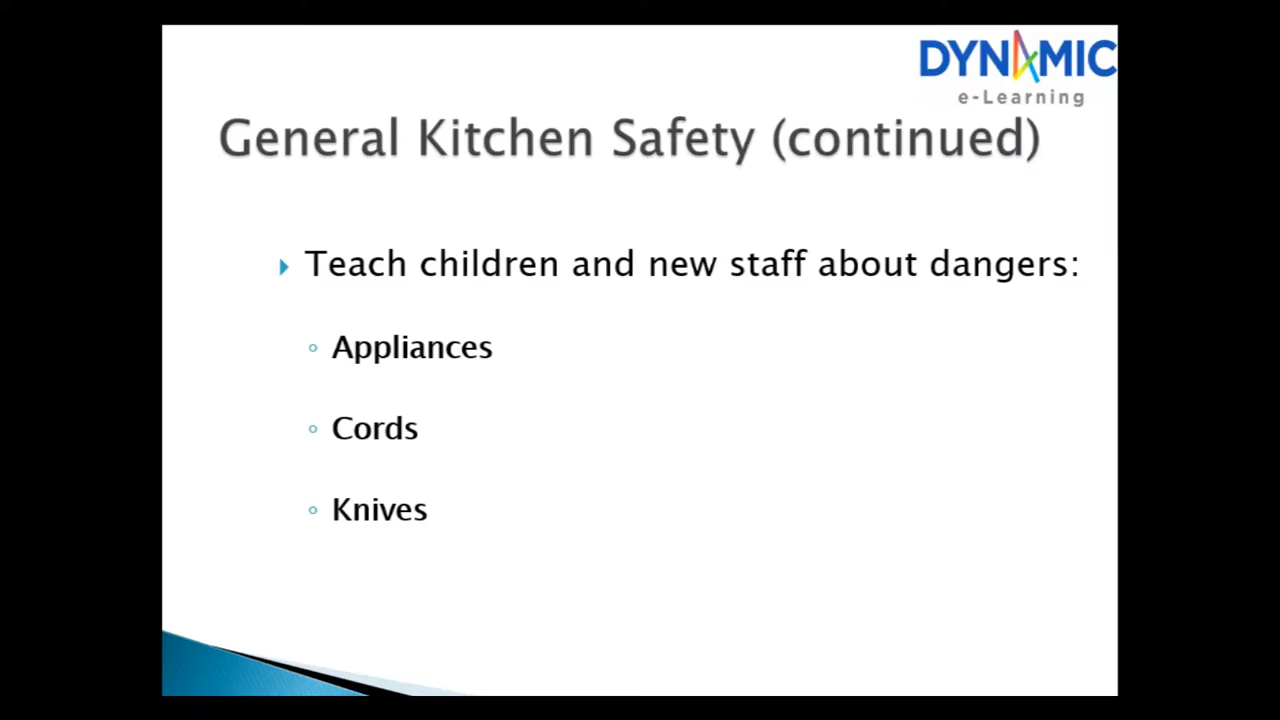 DYNAMIC
e-Learning
General Kitchen Safety (continued)
Teach children and new staff about dangers:
Appliances
Cords
Knives